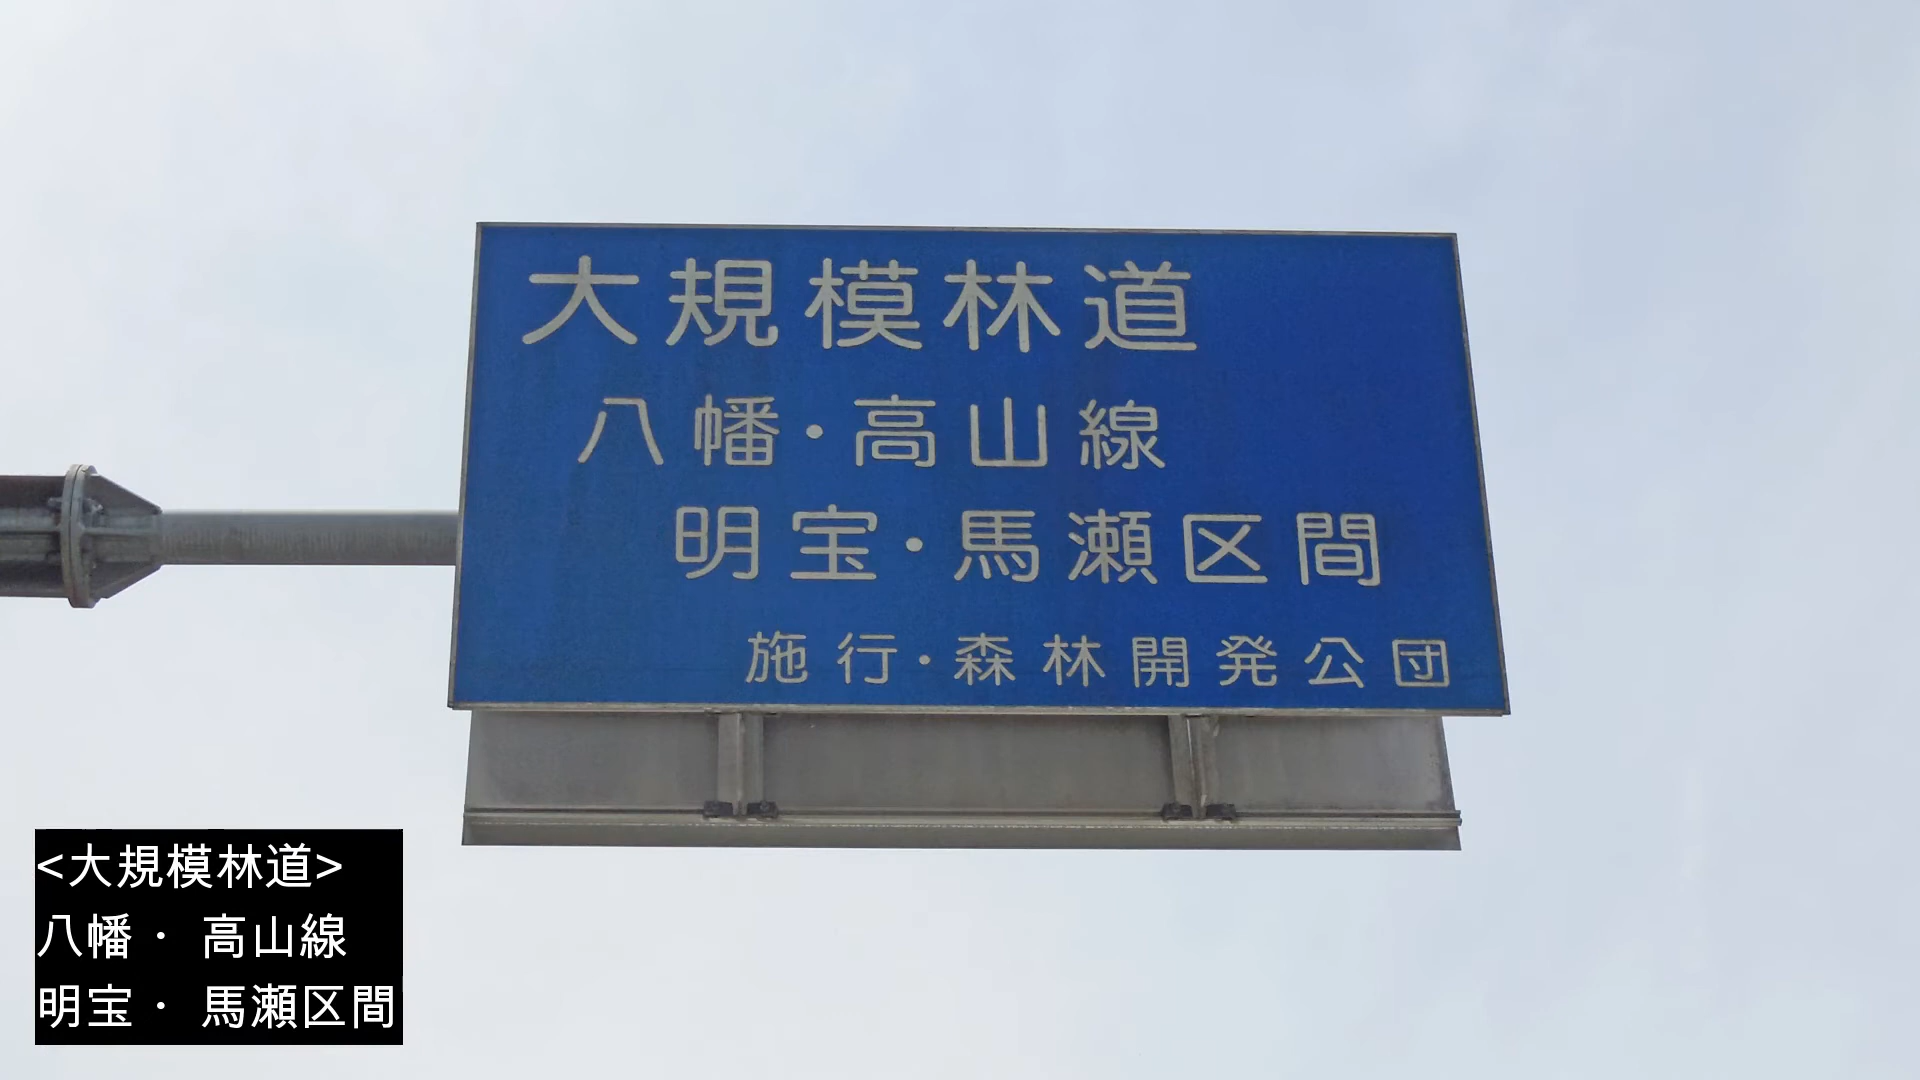 大規模林道
八幡・高山線
明宝・馬瀬区間
施行・森林開発公団
<大規模林道>
八幡・ 高山線
明宝・ 馬瀬区間